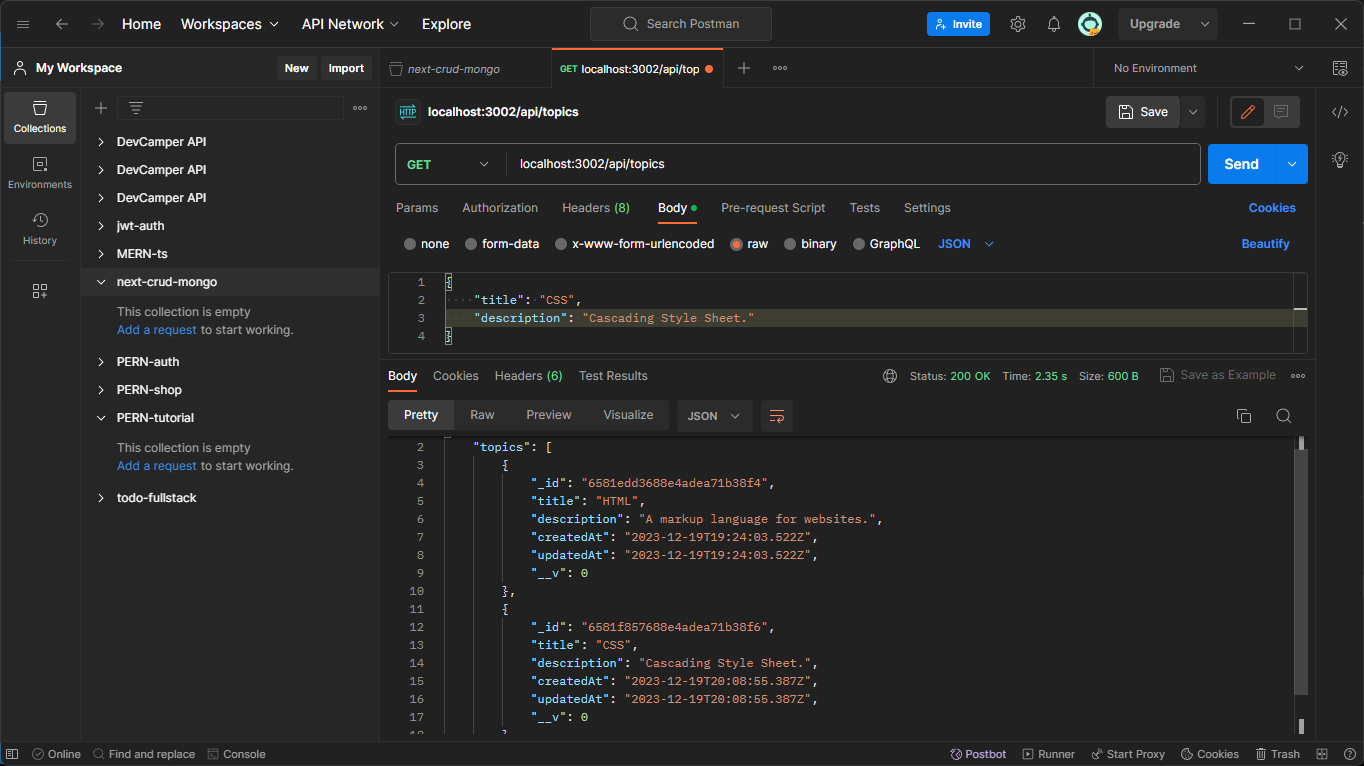 Home Workspaces API Network Explore Search Postman Invite Upgrade
My Workspace New Import next-crud-mongo GET localhost:3002/api/top No Environment
Collections
Environments
History
DevCamper API
DevCamper API
DevCamper API
jwt-auth
MERN-ts
next-crud-mongo
This collection is empty
Add a request to start working.
PERN-auth
PERN-shop
PERN-tutorial
This collection is empty
Add a request to start working.
todo-fullstack
HTTP localhost:3002/api/topics Save
GET localhost:3002/api/topics Send
Params Authorization Headers (8) Body Pre-request Script Tests Settings Cookies
none form-data x-www-form-urlencoded raw binary GraphQL JSON Beautify
1 {
2 "title": "CSS",
3 "description": "Cascading Style Sheet."
4 }
Body Cookies Headers (6) Test Results Status: 200 OK Time: 2.35 s Size: 600 B Save as Example
Pretty Raw Preview Visualize JSON
2 "topics": [
3 {
4 "_id": "6581edd3688e4adea71b38f4",
5 "title": "HTML",
6 "description": "A markup language for websites.",
7 "createdAt": "2023-12-19T19:24:03.522Z",
8 "updatedAt": "2023-12-19T19:24:03.522Z",
9 "__v": 0
10 },
11 {
12 "_id": "6581f857688e4adea71b38f6",
13 "title": "CSS",
14 "description": "Cascading Style Sheet.",
15 "createdAt": "2023-12-19T20:08:55.387Z",
16 "updatedAt": "2023-12-19T20:08:55.387Z",
17 "__v": 0
18 }
Online Find and replace Console Postbot Runner Start Proxy Cookies Trash